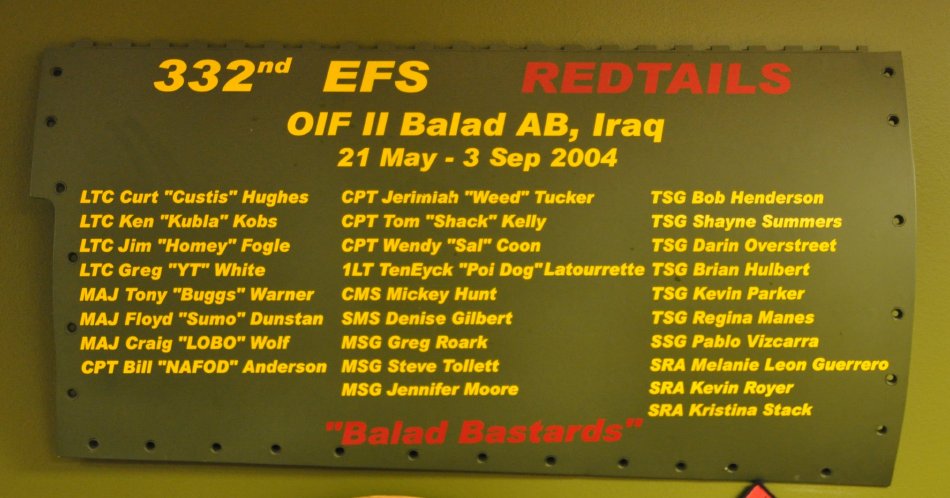 332nd EFS REDTAILS
OIF II Balad AB, Iraq
21 May - 3 Sep 2004
LTC Curt "Custis" Hughes
LTC Ken "Kubla" Kobs
LTC Jim "Homey" Fogle
LTC Greg "YT" White
MAJ Tony "Buggs" Warner
MAJ Floyd "Sumo" Dunstan
MAJ Craig "LOBO" Wolf
CPT Bill "NAFOD" Anderson
CPT Jerimiah "Weed" Tucker
CPT Tom "Shack" Kelly
CPT Wendy "Sal" Coon
1LT TenEyck "Poi Dog" Latourrette
CMS Mickey Hunt
SMS Denise Gilbert
MSG Greg Roark
MSG Steve Tollett
MSG Jennifer Moore
TSG Bob Henderson
TSG Shayne Summers
TSG Darin Overstreet
TSG Brian Hulbert
TSG Kevin Parker
TSG Regina Manes
SSG Pablo Vizcarra
SRA Melanie Leon Guerrero
SRA Kevin Royer
SRA Kristina Stack
"Balad Bastards"